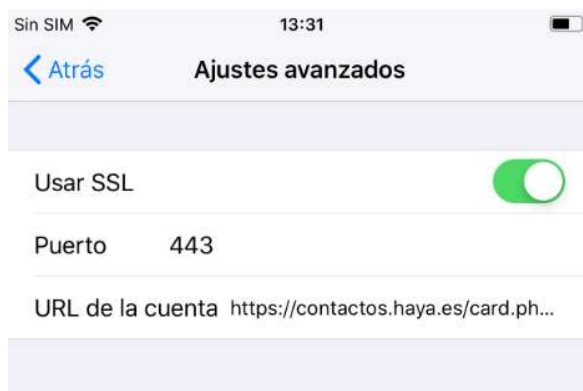 Sin SIM 13:31
Atrás Ajustes avanzados
Usar SSL
Puerto 443
URL de la cuenta https://contactos.haya.es/card.ph...